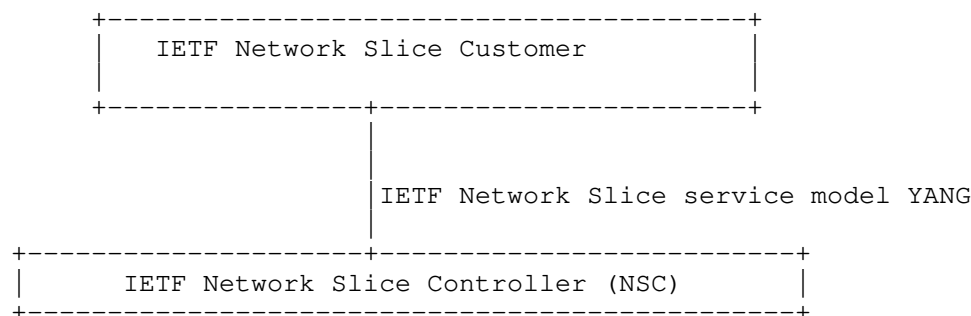 IETF Network Slice Customer
IETF Network Slice service model YANG
IETF Network Slice Controller (NSC)